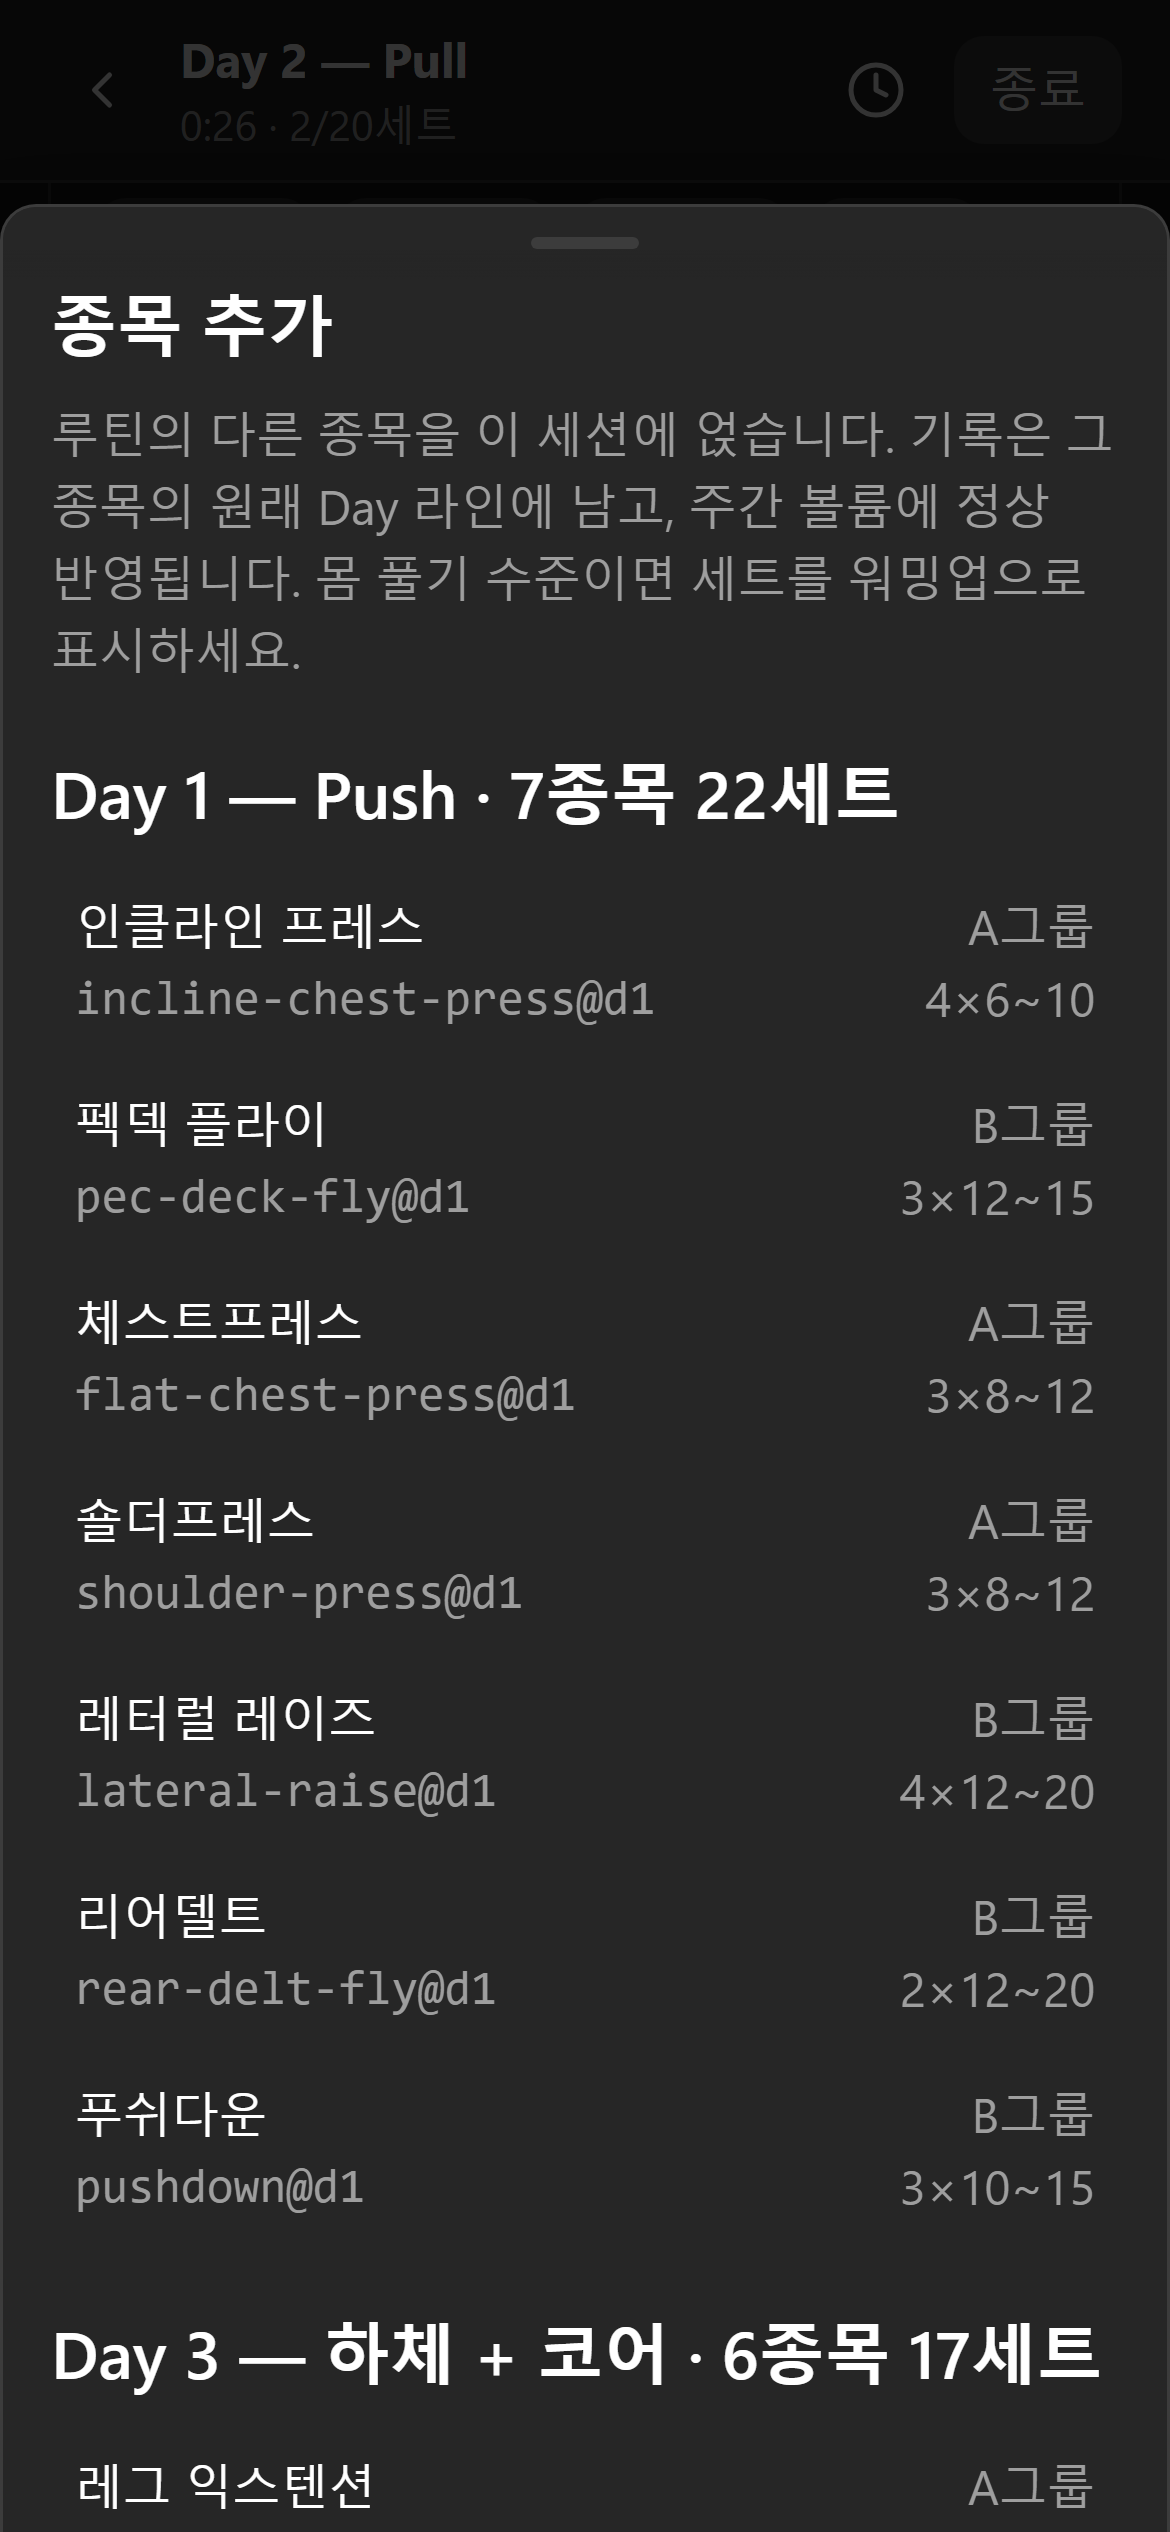 Day 2 — Pull
0:26 · 2/20세트
종료
종목 추가
루틴의 다른 종목을 이 세션에 얹습니다. 기록은 그
종목의 원래 Day 라인에 남고, 주간 볼륨에 정상
반영됩니다. 몸 풀기 수준이면 세트를 워밍업으로
표시하세요.
Day 1 — Push · 7종목 22세트
인클라인 프레스 A그룹
incline-chest-press@d1 4×6~10
펙덱 플라이 B그룹
pec-deck-fly@d1 3×12~15
체스트프레스 A그룹
flat-chest-press@d1 3×8~12
숄더프레스 A그룹
shoulder-press@d1 3×8~12
레터럴 레이즈 B그룹
lateral-raise@d1 4×12~20
리어델트 B그룹
rear-delt-fly@d1 2×12~20
푸쉬다운 B그룹
pushdown@d1 3×10~15
Day 3 — 하체 + 코어 · 6종목 17세트
레그 익스텐션 A그룹